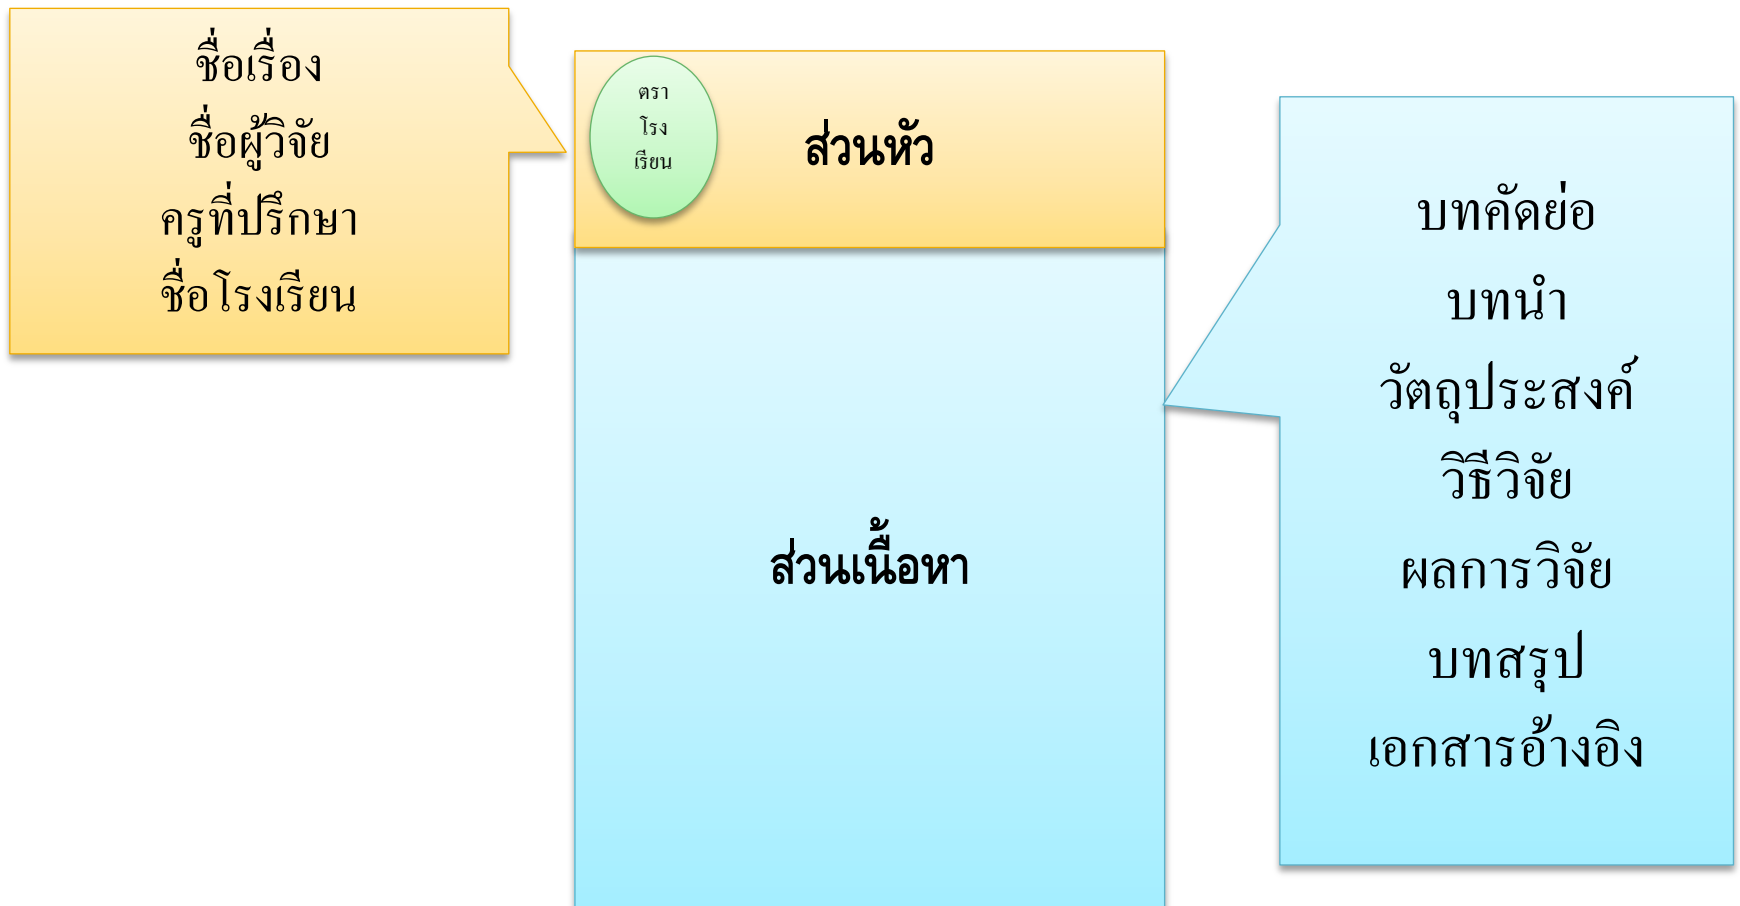 ชื่อเรื่อง
ชื่อผู้วิจัย
ครูที่ปรึกษา
ชื่อโรงเรียน
ตรา
โรง
เรียน
ส่วนหัว
ส่วนเนื้อหา
บทคัดย่อ
บทนำ
วัตถุประสงค์
วิธีวิจัย
ผลการวิจัย
บทสรุป
เอกสารอ้างอิง